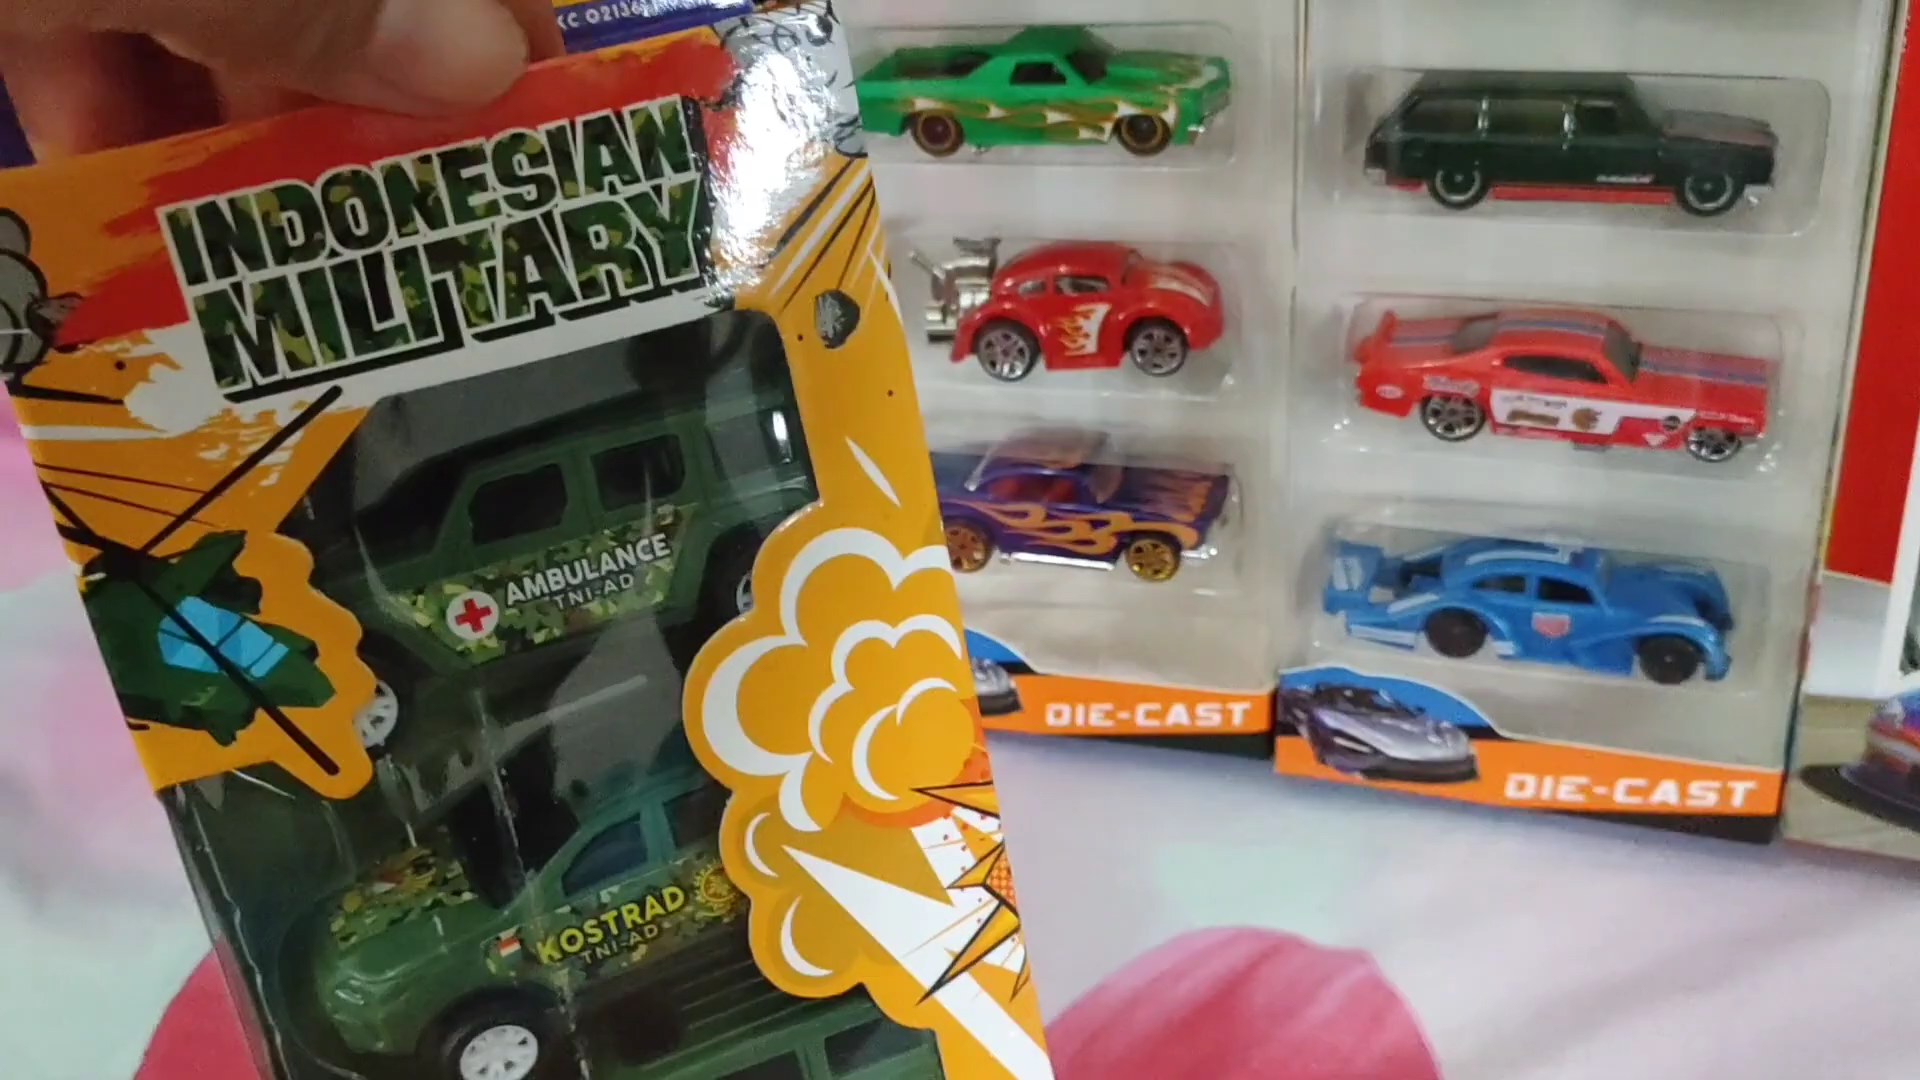 INDONESIAN
MILITARY
AMBULANCE
TNI-AD
KOSTRAD
TNI-AD
DIE-CAST
DIE-CAST